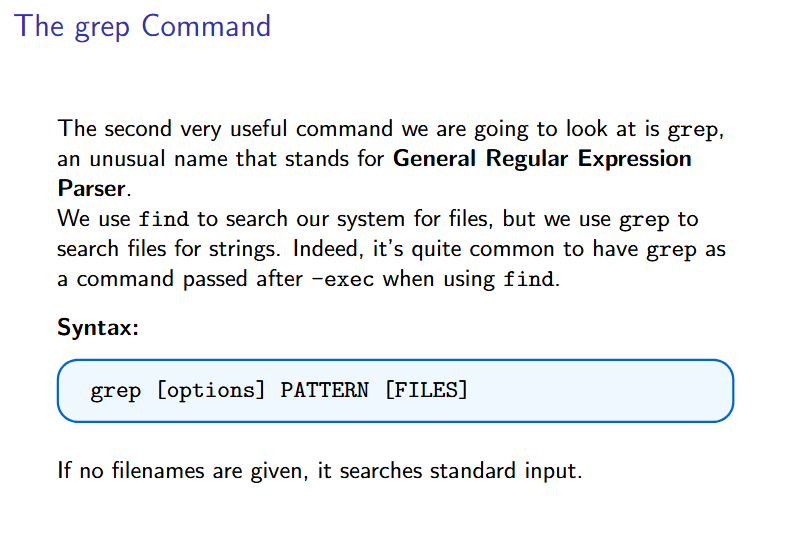 The grep Command
The second very useful command we are going to look at is grep,
an unusual name that stands for General Regular Expression
Parser.
We use find to search our system for files, but we use grep to
search files for strings. Indeed, it's quite common to have grep as
a command passed after -exec when using find.
Syntax:
grep [options] PATTERN [FILES]
If no filenames are given, it searches standard input.